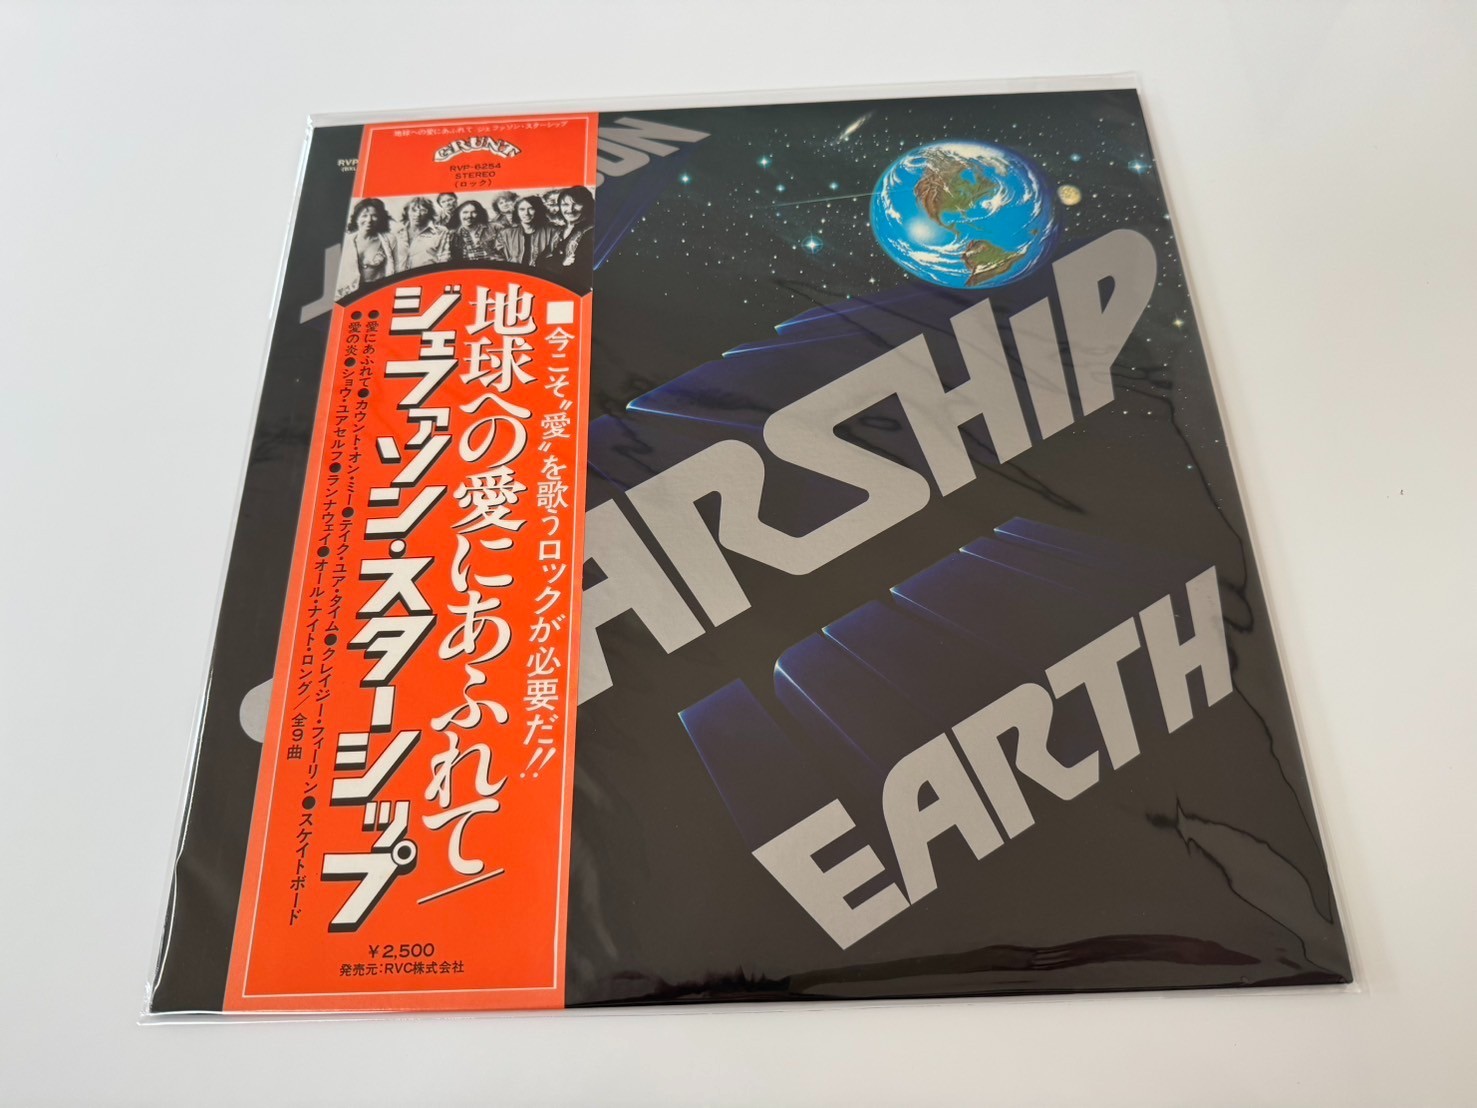 地球への愛にあふれて ジェファソン・スターシップ
GRUNT
RVP-6254
STEREO
(ロック)
■今こそ〝愛〟を歌うロックが必要だ!!
地球への愛にあふれて/
ジェファソン・スターシップ
●愛にあふれて●カウント・オン・ミー●テイク・ユア・タイム●クレイジー・フィーリン●スケイトボード
●愛の炎●ショウ・ユアセルフ●ランナウェイ●オール・ナイト・ロング/全9曲
¥2,500
発売元:RVC株式会社
RVP
ON
ARSHIP
EARTH